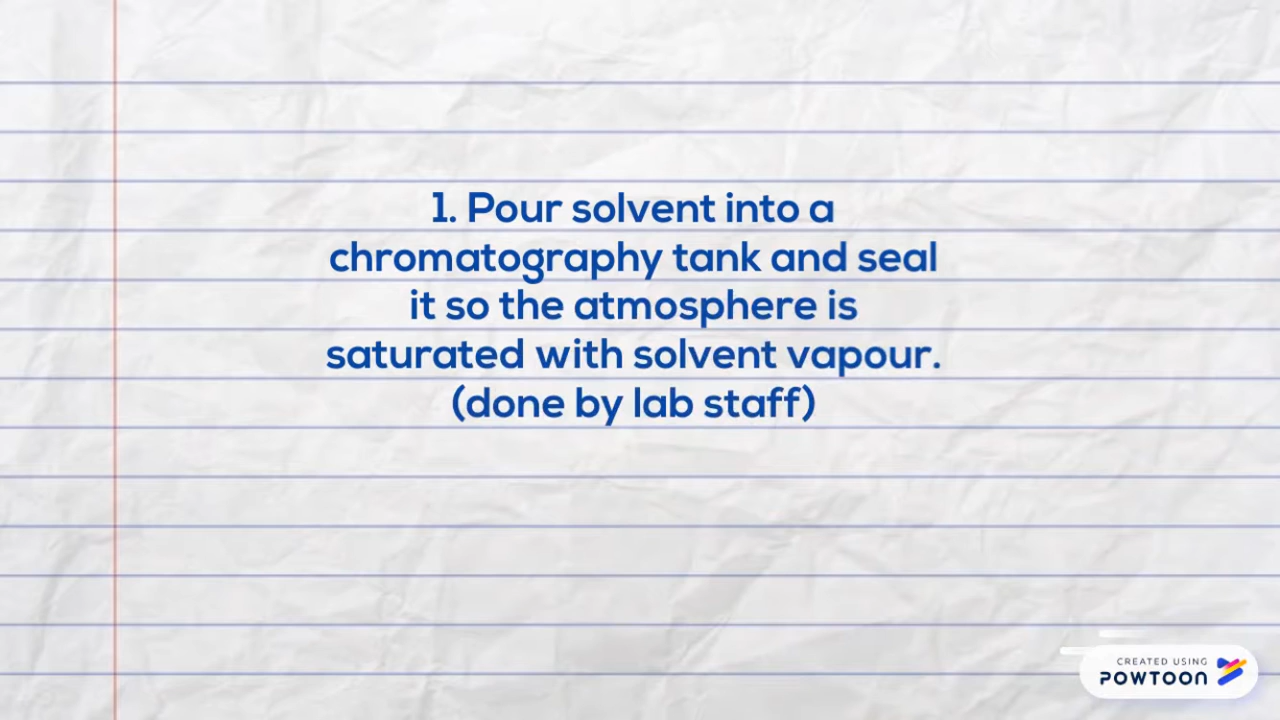 1. Pour solvent into a
chromatography tank and seal
it so the atmosphere is
saturated with solvent vapour.
(done by lab staff)
CREATED USING
POWTOON